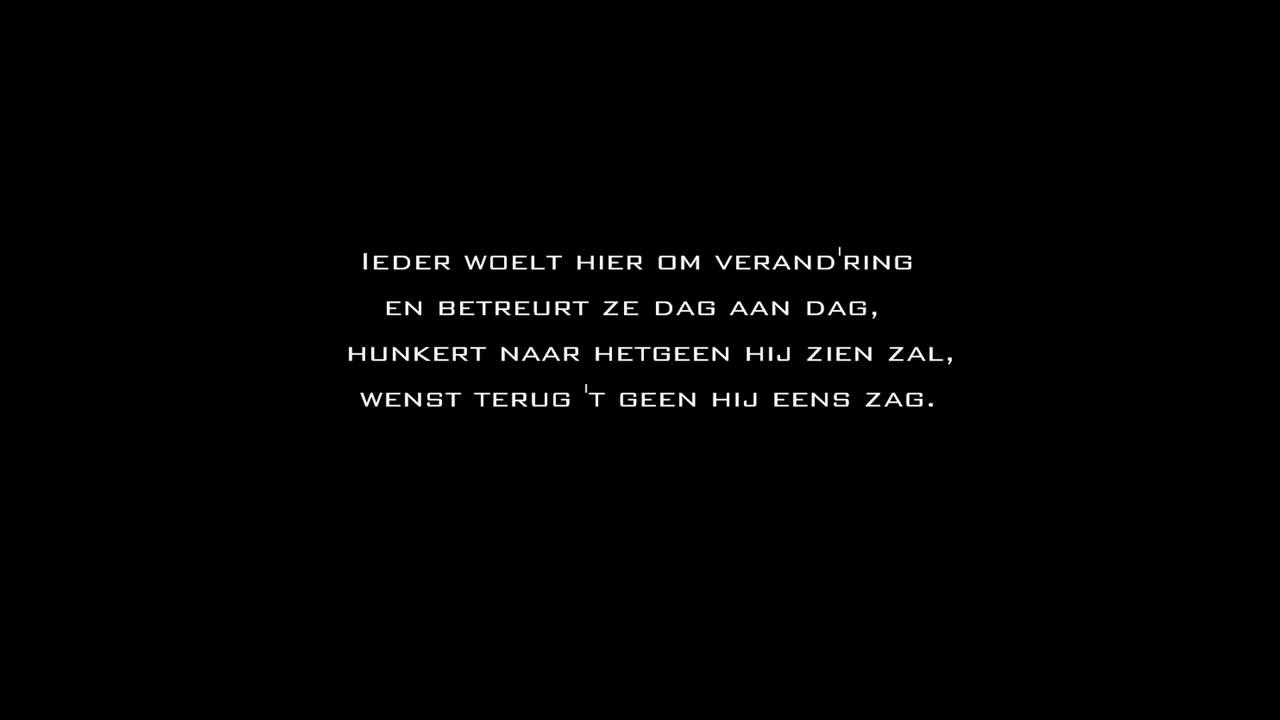 Ieder woelt hier om verand'ring
en betreurt ze dag aan dag,
hunkert naar hetgeen hij zien zal,
wenst terug 't geen hij eens zag.